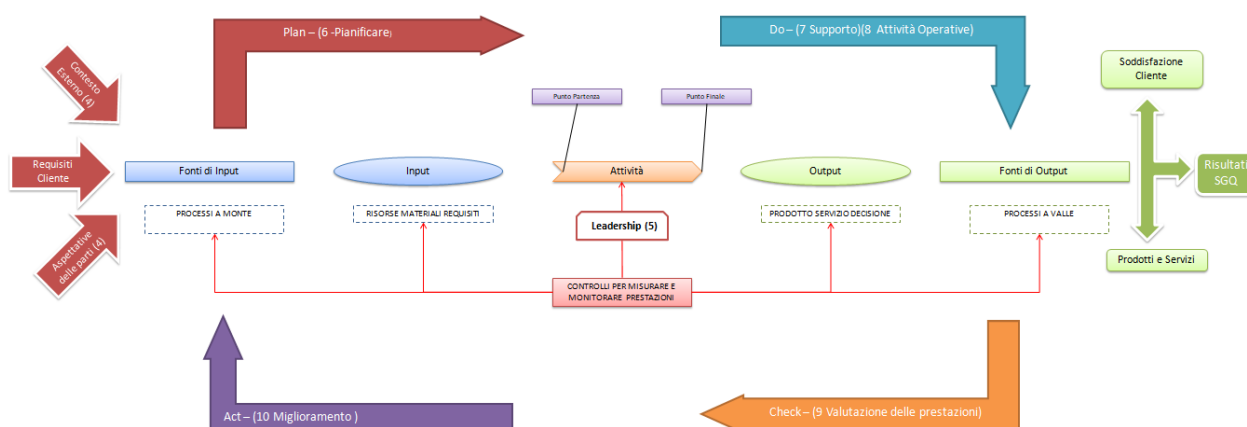 Plan – (6 -Pianificare)
Do – (7 Supporto)(8 Attività Operative)
Contesto
Esterno (4)
Soddisfazione
Cliente
Punto Partenza
Punto Finale
Requisiti
Cliente
Fonti di Input
Input
Attività
Output
Fonti di Output
Risultati
SGQ
PROCESSI A MONTE
RISORSE MATERIALI REQUISITI
Leadership (5)
PRODOTTO SERVIZIO DECISIONE
PROCESSI A VALLE
Aspettative
delle parti (4)
Prodotti e Servizi
CONTROLLI PER MISURARE E
MONITORARE PRESTAZIONI
Act – (10 Miglioramento )
Check – (9 Valutazione delle prestazioni)